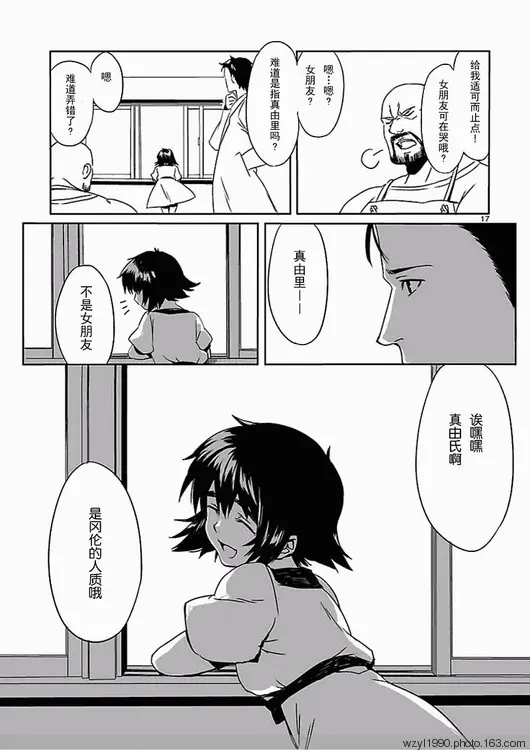 给我适可而止点！
女朋友可在哭哦？
嗯…嗯？
女朋友？
难道是指真由里吗？
嗯
难道弄错了？
17
真由里——
不是女朋友
诶嘿嘿
真由氏啊
是冈伦的人质哦
wzyl1990.photo.163.com